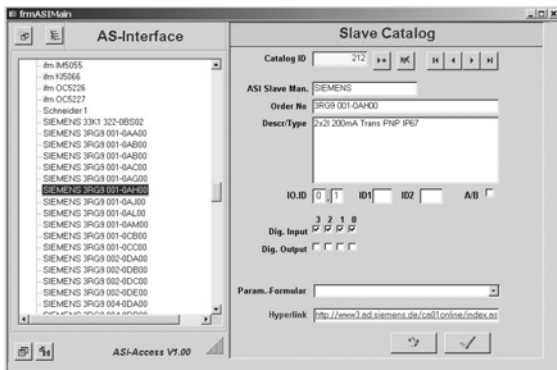 frmASIMain
AS-Interface
ifm IM5055
ifm KI5066
ifm OC5226
ifm OC5227
Schneider 1
SIEMENS 33K1 322-0BS02
SIEMENS 3RG9 001-0AA00
SIEMENS 3RG9 001-0AB00
SIEMENS 3RG9 001-0AB00
SIEMENS 3RG9 001-0AC00
SIEMENS 3RG9 001-0AG00
SIEMENS 3RG9 001-0AH00
SIEMENS 3RG9 001-0AJ00
SIEMENS 3RG9 001-0AL00
SIEMENS 3RG9 001-0AM00
SIEMENS 3RG9 001-0CB00
SIEMENS 3RG9 001-0CC00
SIEMENS 3RG9 002-0DA00
SIEMENS 3RG9 002-0DB00
SIEMENS 3RG9 002-0DC00
SIEMENS 3RG9 002-0DE00
SIEMENS 3RG9 004-0DA00
ASi-Access V1.00
Slave Catalog
Catalog ID 212
ASI Slave Man. SIEMENS
Order No 3RG9 001-0AH00
Descr/Type 2x2I 200mA Trans PNP IP67
IO.ID 0 . 1 ID1 ID2 A/B
3 2 1 0
Dig. Input
Dig. Output
Param.-Formular
Hyperlink http://www3.ad.siemens.de/ca01online/index.as